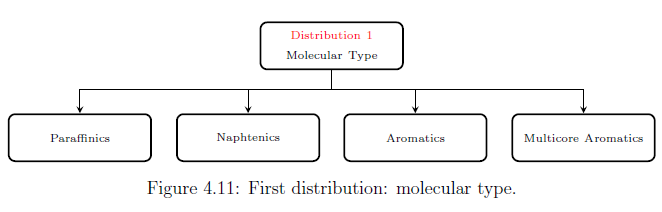 Distribution 1
Molecular Type
Paraffinics
Naphtenics
Aromatics
Multicore Aromatics
Figure 4.11: First distribution: molecular type.